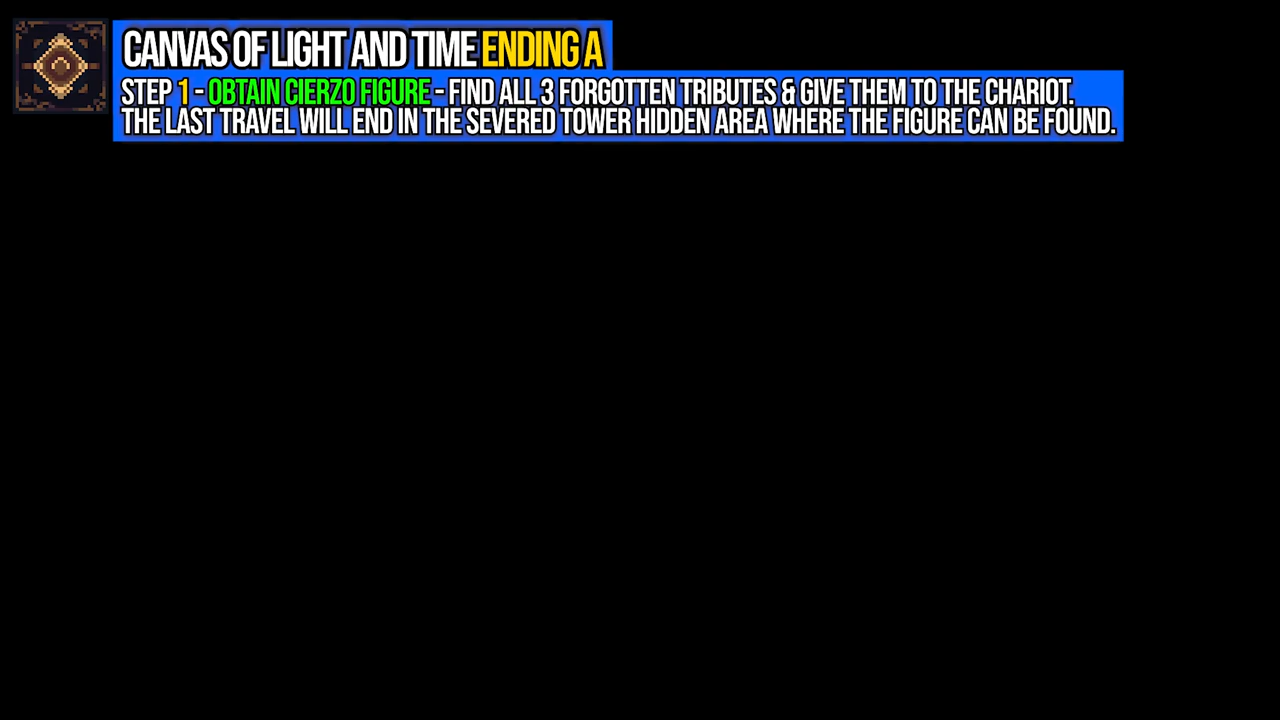 CANVAS OF LIGHT AND TIME ENDING A
STEP 1 - OBTAIN CIERZO FIGURE - FIND ALL 3 FORGOTTEN TRIBUTES & GIVE THEM TO THE CHARIOT.
THE LAST TRAVEL WILL END IN THE SEVERED TOWER HIDDEN AREA WHERE THE FIGURE CAN BE FOUND.